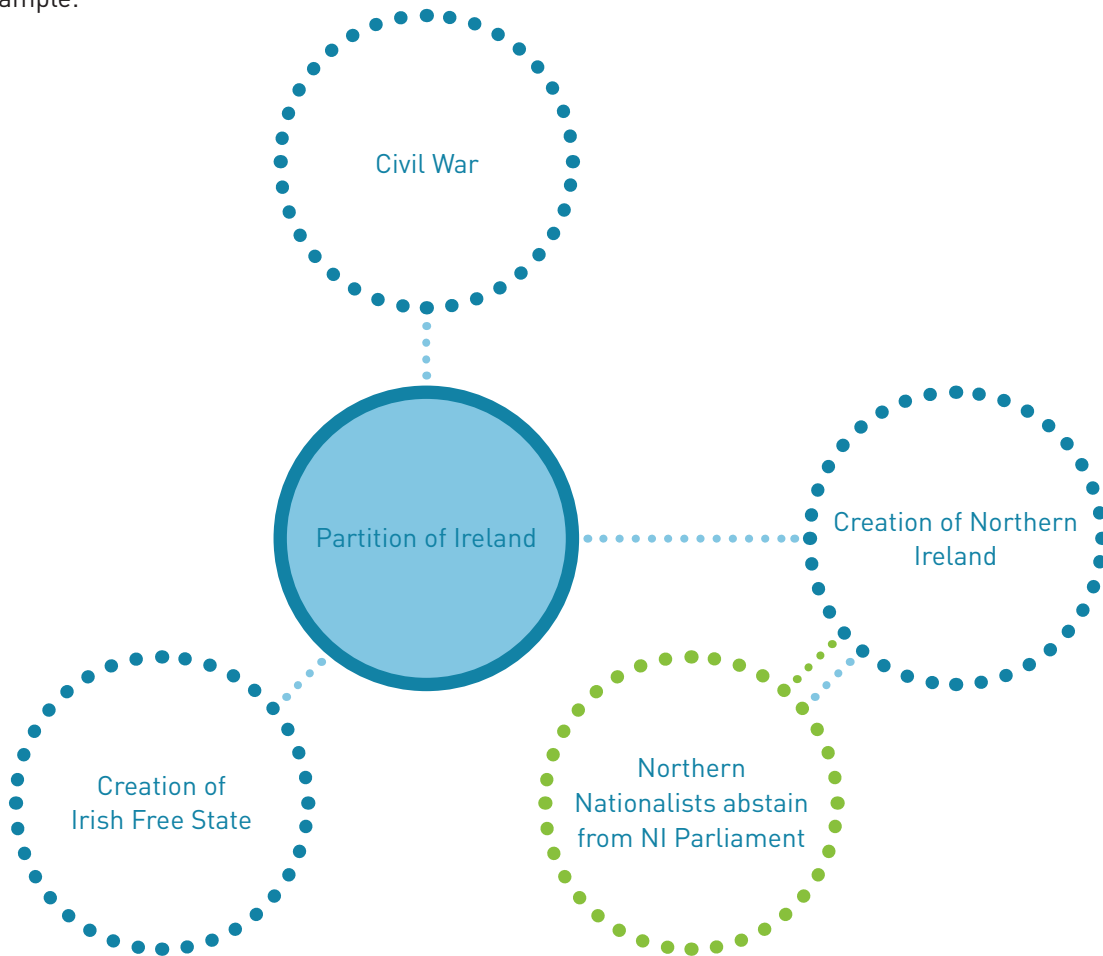 Civil War
Partition of Ireland
Creation of Northern
Ireland
Creation of
Irish Free State
Northern
Nationalists abstain
from NI Parliament